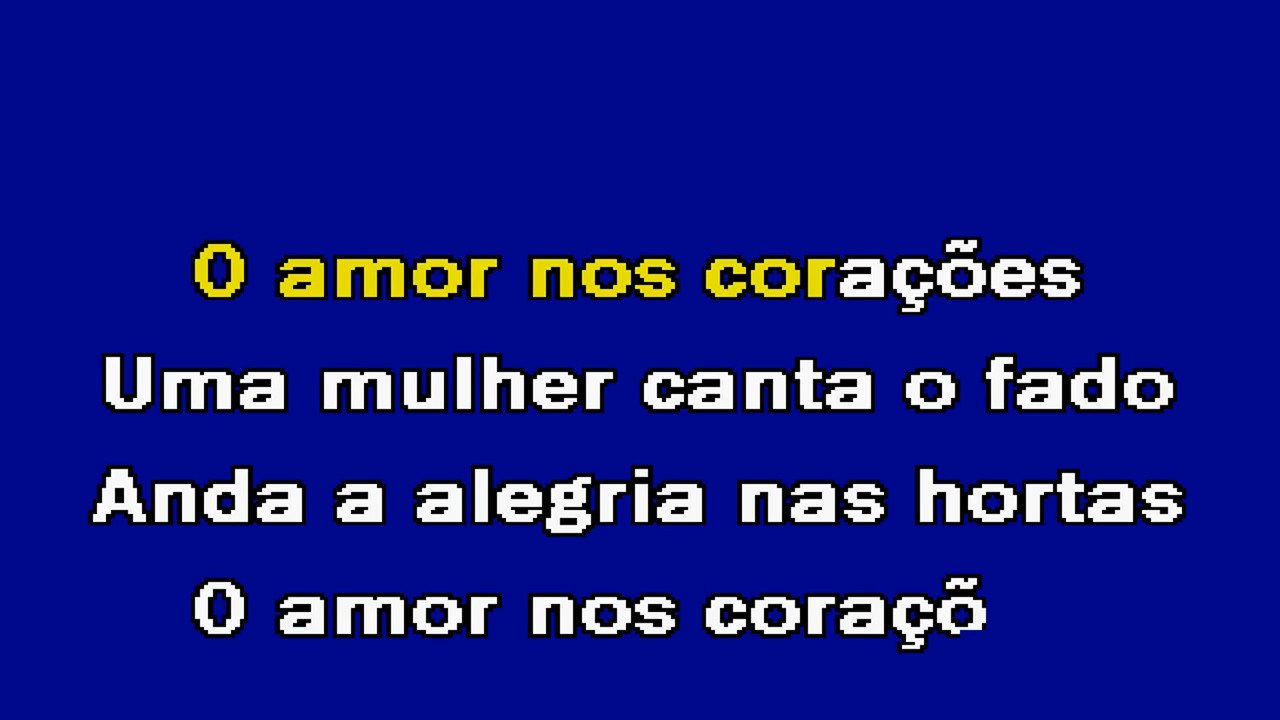 O amor nos corações
Uma mulher canta o fado
Anda a alegria nas hortas
O amor nos coraçõ